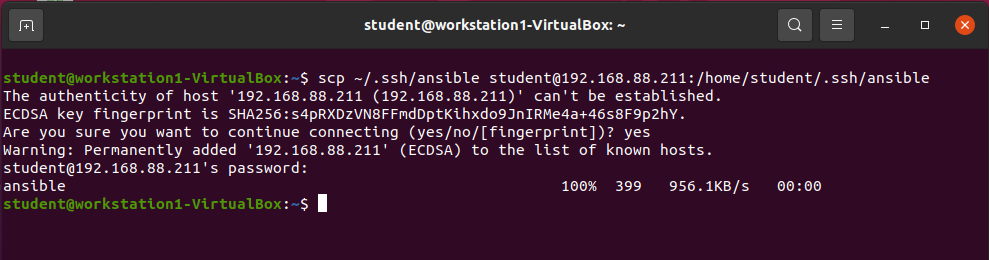 student@workstation1-VirtualBox: ~
student@workstation1-VirtualBox:~$ scp ~/.ssh/ansible student@192.168.88.211:/home/student/.ssh/ansible
The authenticity of host '192.168.88.211 (192.168.88.211)' can't be established.
ECDSA key fingerprint is SHA256:s4pRXDzVN8FFmdDptKihxdo9JnIRMe4a+46s8F9p2hY.
Are you sure you want to continue connecting (yes/no/[fingerprint])? yes
Warning: Permanently added '192.168.88.211' (ECDSA) to the list of known hosts.
student@192.168.88.211's password:
ansible 100% 399 956.1KB/s 00:00
student@workstation1-VirtualBox:~$